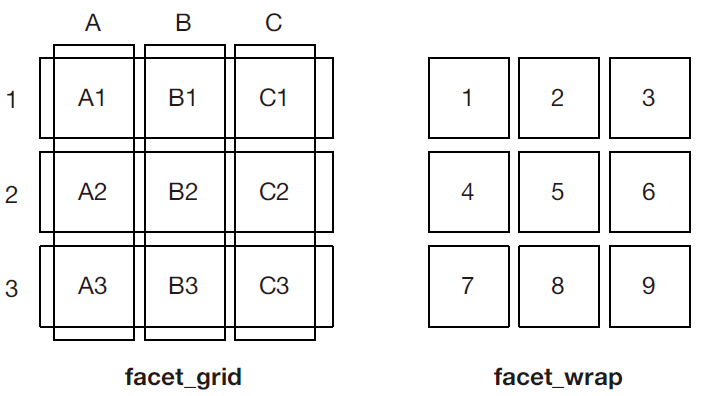 A B C
1 A1 B1 C1 1 2 3
2 A2 B2 C2 4 5 6
3 A3 B3 C3 7 8 9
facet_grid facet_wrap